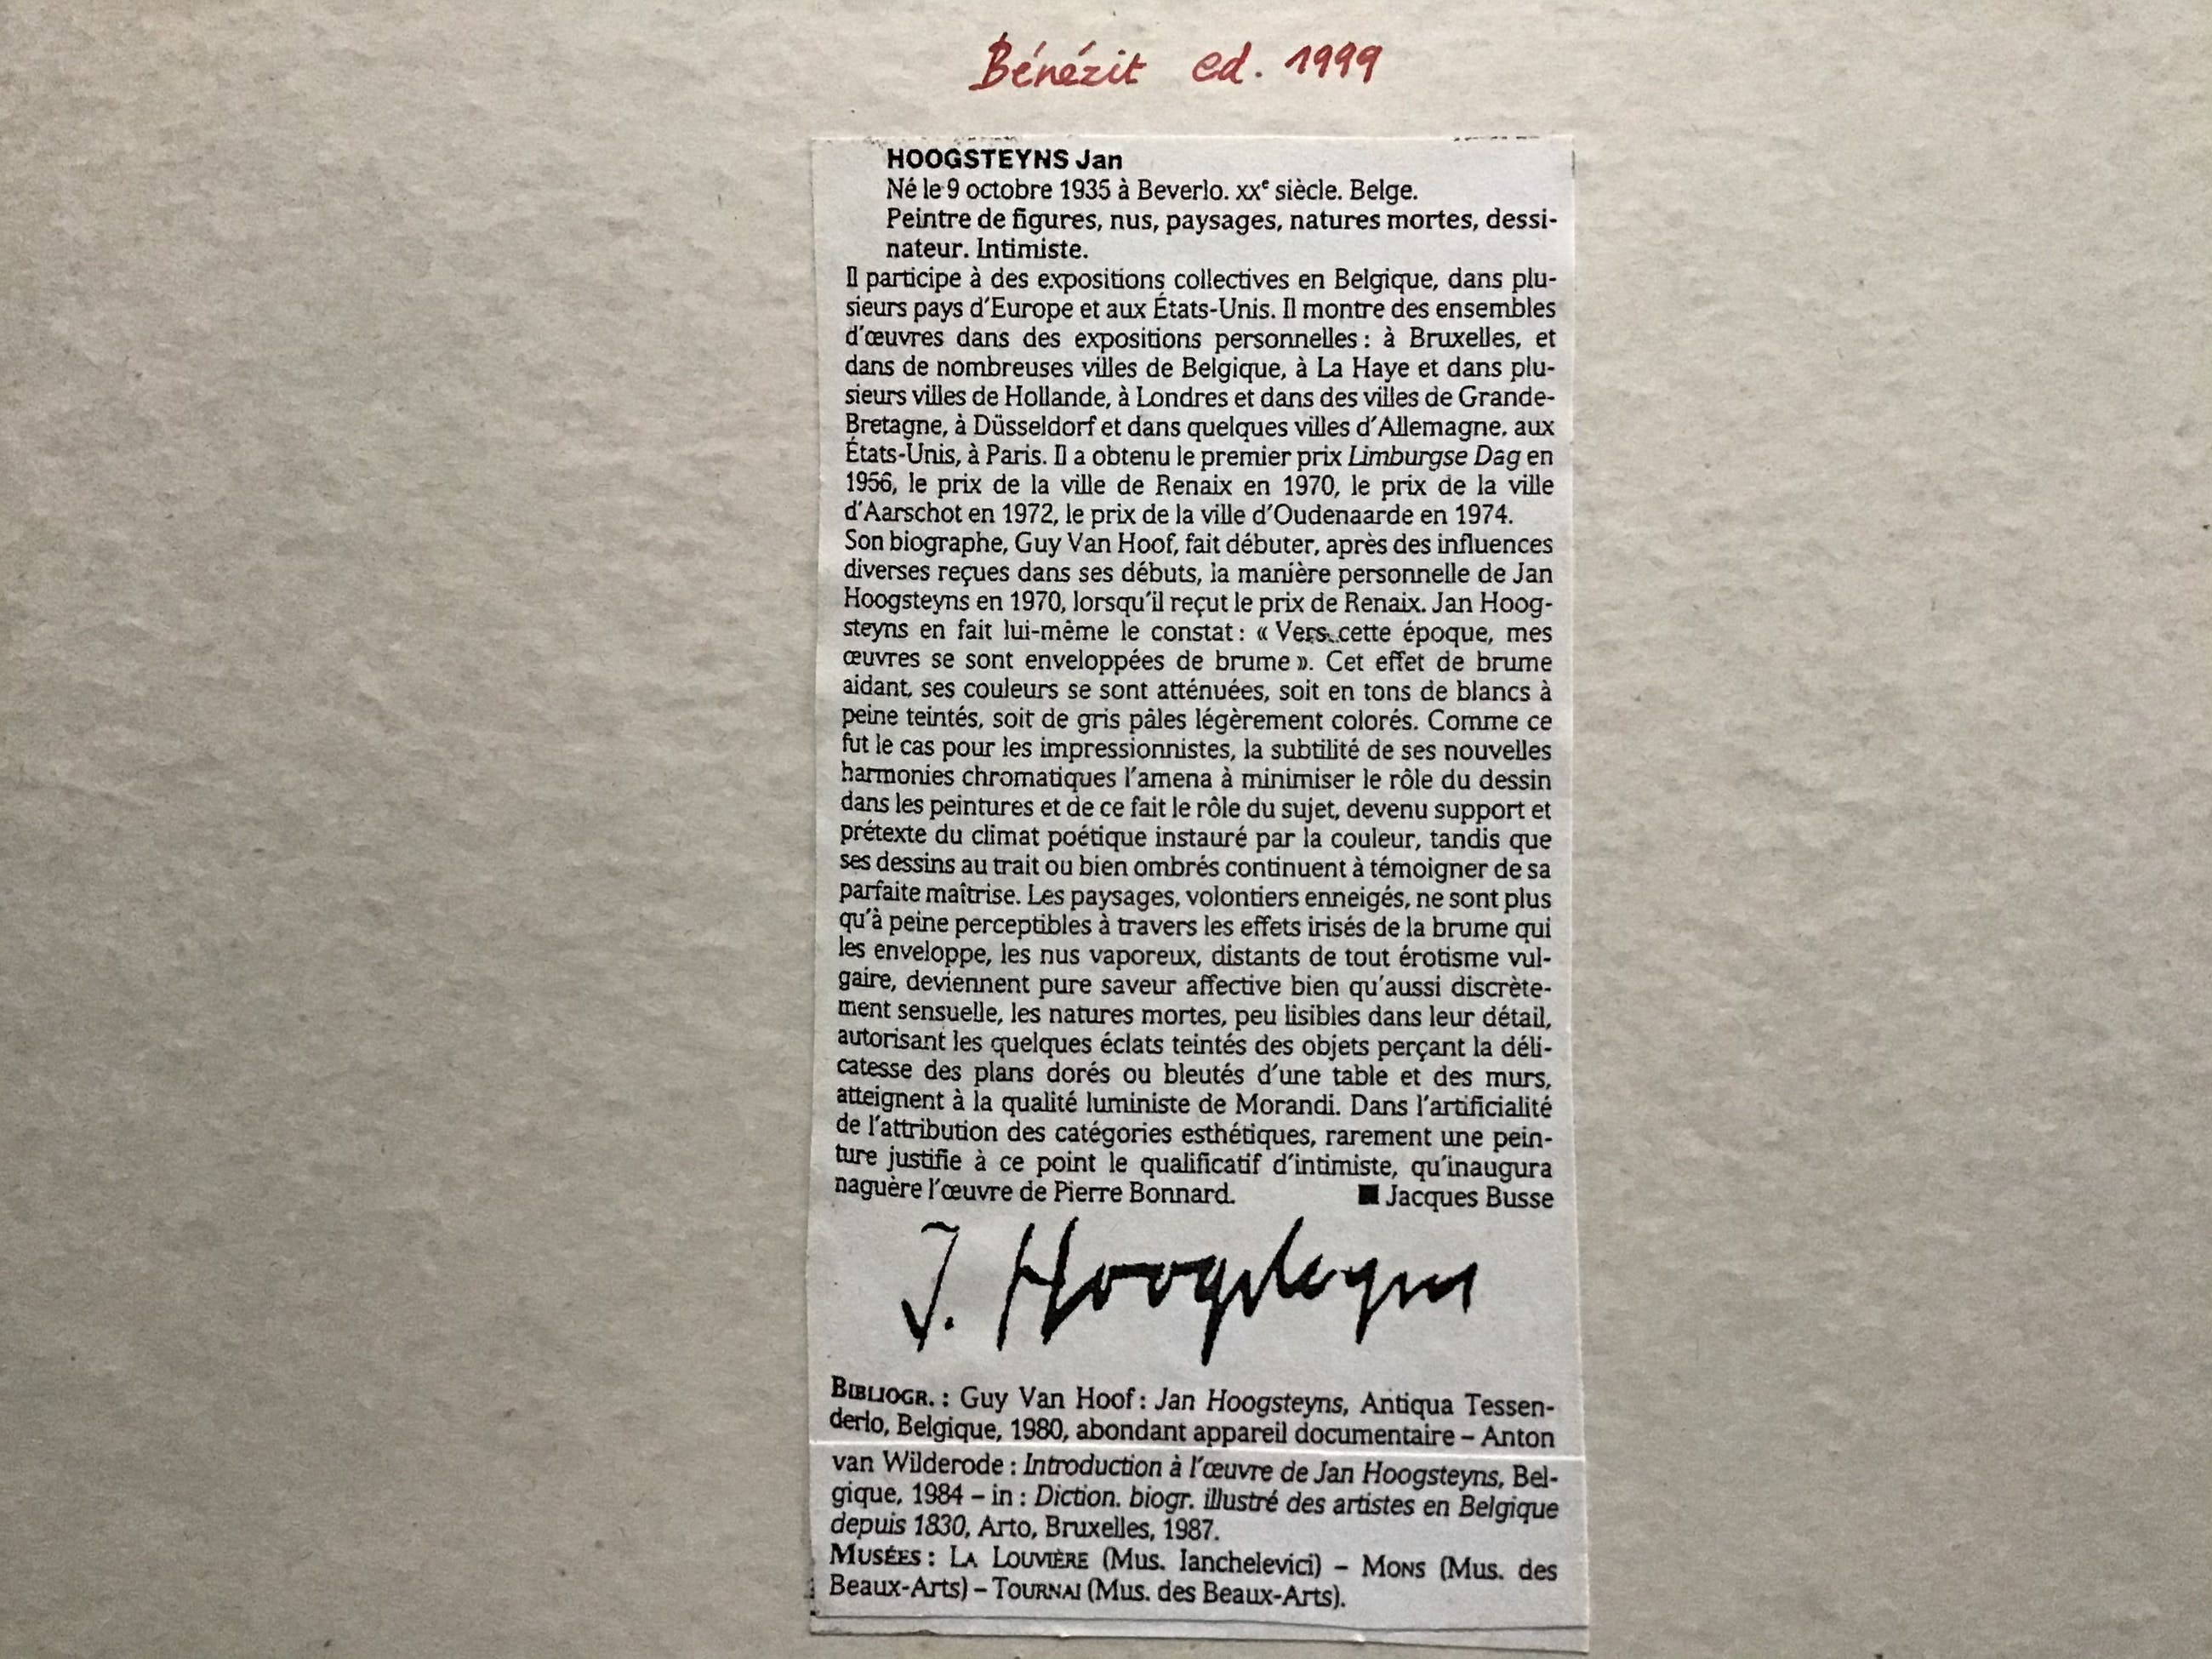 Bénézit ed. 1999
HOOGSTEYNS Jan
Né le 9 octobre 1935 à Beverlo. XXe siècle. Belge.
Peintre de figures, nus, paysages, natures mortes, dessi-
nateur. Intimiste.
Il participe à des expositions collectives en Belgique, dans plu-
sieurs pays d'Europe et aux États-Unis. Il montre des ensembles
d'œuvres dans des expositions personnelles : à Bruxelles, et
dans de nombreuses villes de Belgique, à La Haye et dans plu-
sieurs villes de Hollande, à Londres et dans des villes de Grande-
Bretagne, à Düsseldorf et dans quelques villes d'Allemagne, aux
États-Unis, à Paris. Il a obtenu le premier prix Limburgse Dag en
1956, le prix de la ville de Renaix en 1970, le prix de la ville
d'Aarschot en 1972, le prix de la ville d'Oudenaarde en 1974.
Son biographe, Guy Van Hoof, fait débuter, après des influences
diverses reçues dans ses débuts, la manière personnelle de Jan
Hoogsteyns en 1970, lorsqu'il reçut le prix de Renaix. Jan Hoog-
steyns en fait lui-même le constat : « Vers cette époque, mes
œuvres se sont enveloppées de brume ». Cet effet de brume
aidant, ses couleurs se sont atténuées, soit en tons de blancs à
peine teintés, soit de gris pâles légèrement colorés. Comme ce
fut le cas pour les impressionnistes, la subtilité de ses nouvelles
harmonies chromatiques l'amena à minimiser le rôle du dessin
dans les peintures et de ce fait le rôle du sujet, devenu support et
prétexte du climat poétique instauré par la couleur, tandis que
ses dessins au trait ou bien ombrés continuent à témoigner de sa
parfaite maîtrise. Les paysages, volontiers enneigés, ne sont plus
qu'à peine perceptibles à travers les effets irisés de la brume qui
les enveloppe, les nus vaporeux, distants de tout érotisme vul-
gaire, deviennent pure saveur affective bien qu'aussi discrète-
ment sensuelle, les natures mortes, peu lisibles dans leur détail,
autorisant les quelques éclats teintés des objets perçant la déli-
catesse des plans dorés ou bleutés d'une table et des murs,
atteignent à la qualité luministe de Morandi. Dans l'artificialité
de l'attribution des catégories esthétiques, rarement une pein-
ture justifie à ce point le qualificatif d'intimiste, qu'inaugura
naguère l'œuvre de Pierre Bonnard. ■ Jacques Busse
J. Hoogsteyns
BIBLIOGR. : Guy Van Hoof : Jan Hoogsteyns, Antiqua Tessen-
derlo, Belgique, 1980, abondant appareil documentaire – Anton
van Wilderode : Introduction à l'œuvre de Jan Hoogsteyns, Bel-
gique, 1984 – in : Diction. biogr. illustré des artistes en Belgique
depuis 1830, Arto, Bruxelles, 1987.
MUSÉES : LA LOUVIÈRE (Mus. Ianchelevici) – MONS (Mus. des
Beaux-Arts) – TOURNAI (Mus. des Beaux-Arts).